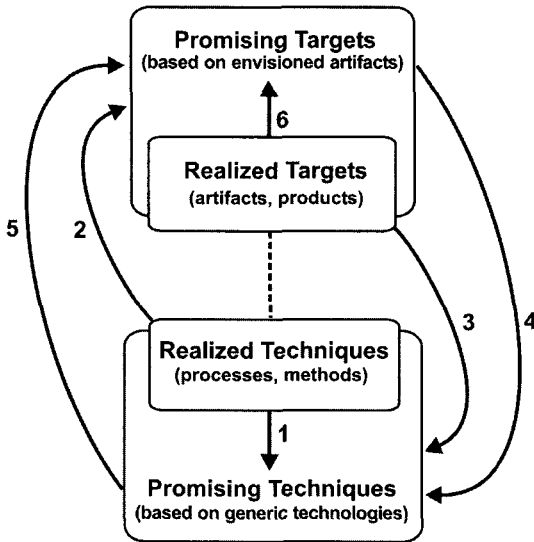 Promising Targets
(based on envisioned artifacts)
6
Realized Targets
(artifacts, products)
5
2
3
4
Realized Techniques
(processes, methods)
1
Promising Techniques
(based on generic technologies)